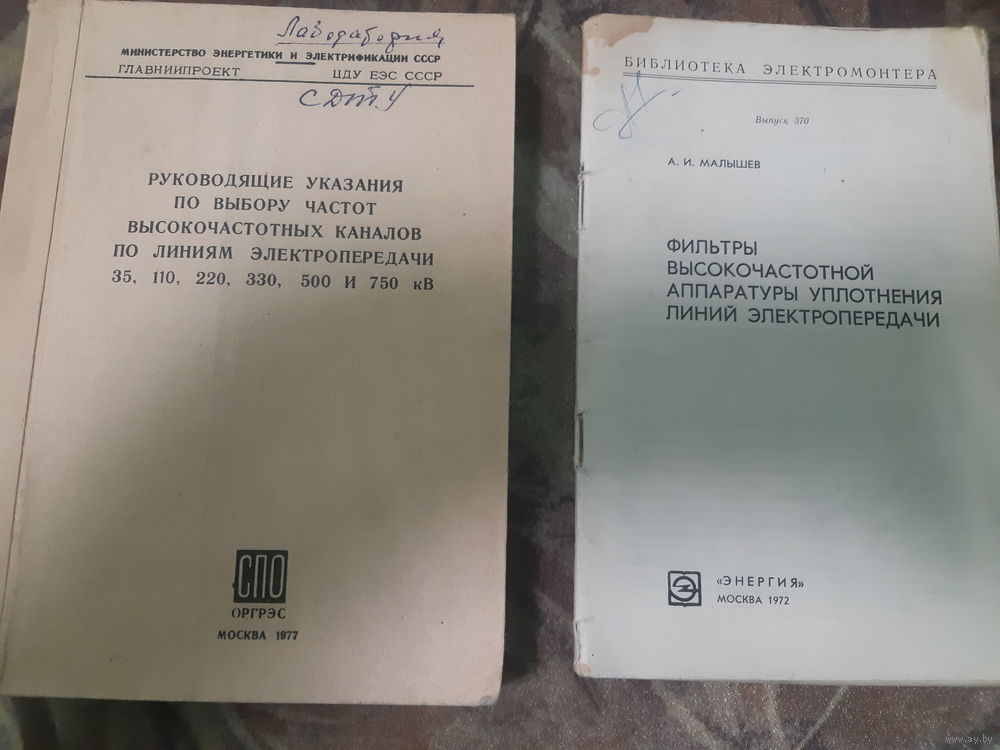 Лаборатория
МИНИСТЕРСТВО ЭНЕРГЕТИКИ И ЭЛЕКТРИФИКАЦИИ СССР
ГЛАВНИИПРОЕКТ ЦДУ ЕЭС СССР
СДТУ
РУКОВОДЯЩИЕ УКАЗАНИЯ
ПО ВЫБОРУ ЧАСТОТ
ВЫСОКОЧАСТОТНЫХ КАНАЛОВ
ПО ЛИНИЯМ ЭЛЕКТРОПЕРЕДАЧИ
35, 110, 220, 330, 500 И 750 кВ
СПО
ОРГРЭС
МОСКВА 1977
БИБЛИОТЕКА ЭЛЕКТРОМОНТЕРА
Выпуск 370
А. И. МАЛЫШЕВ
ФИЛЬТРЫ
ВЫСОКОЧАСТОТНОЙ
АППАРАТУРЫ УПЛОТНЕНИЯ
ЛИНИЙ ЭЛЕКТРОПЕРЕДАЧИ
«ЭНЕРГИЯ»
МОСКВА 1972
www.ay.by